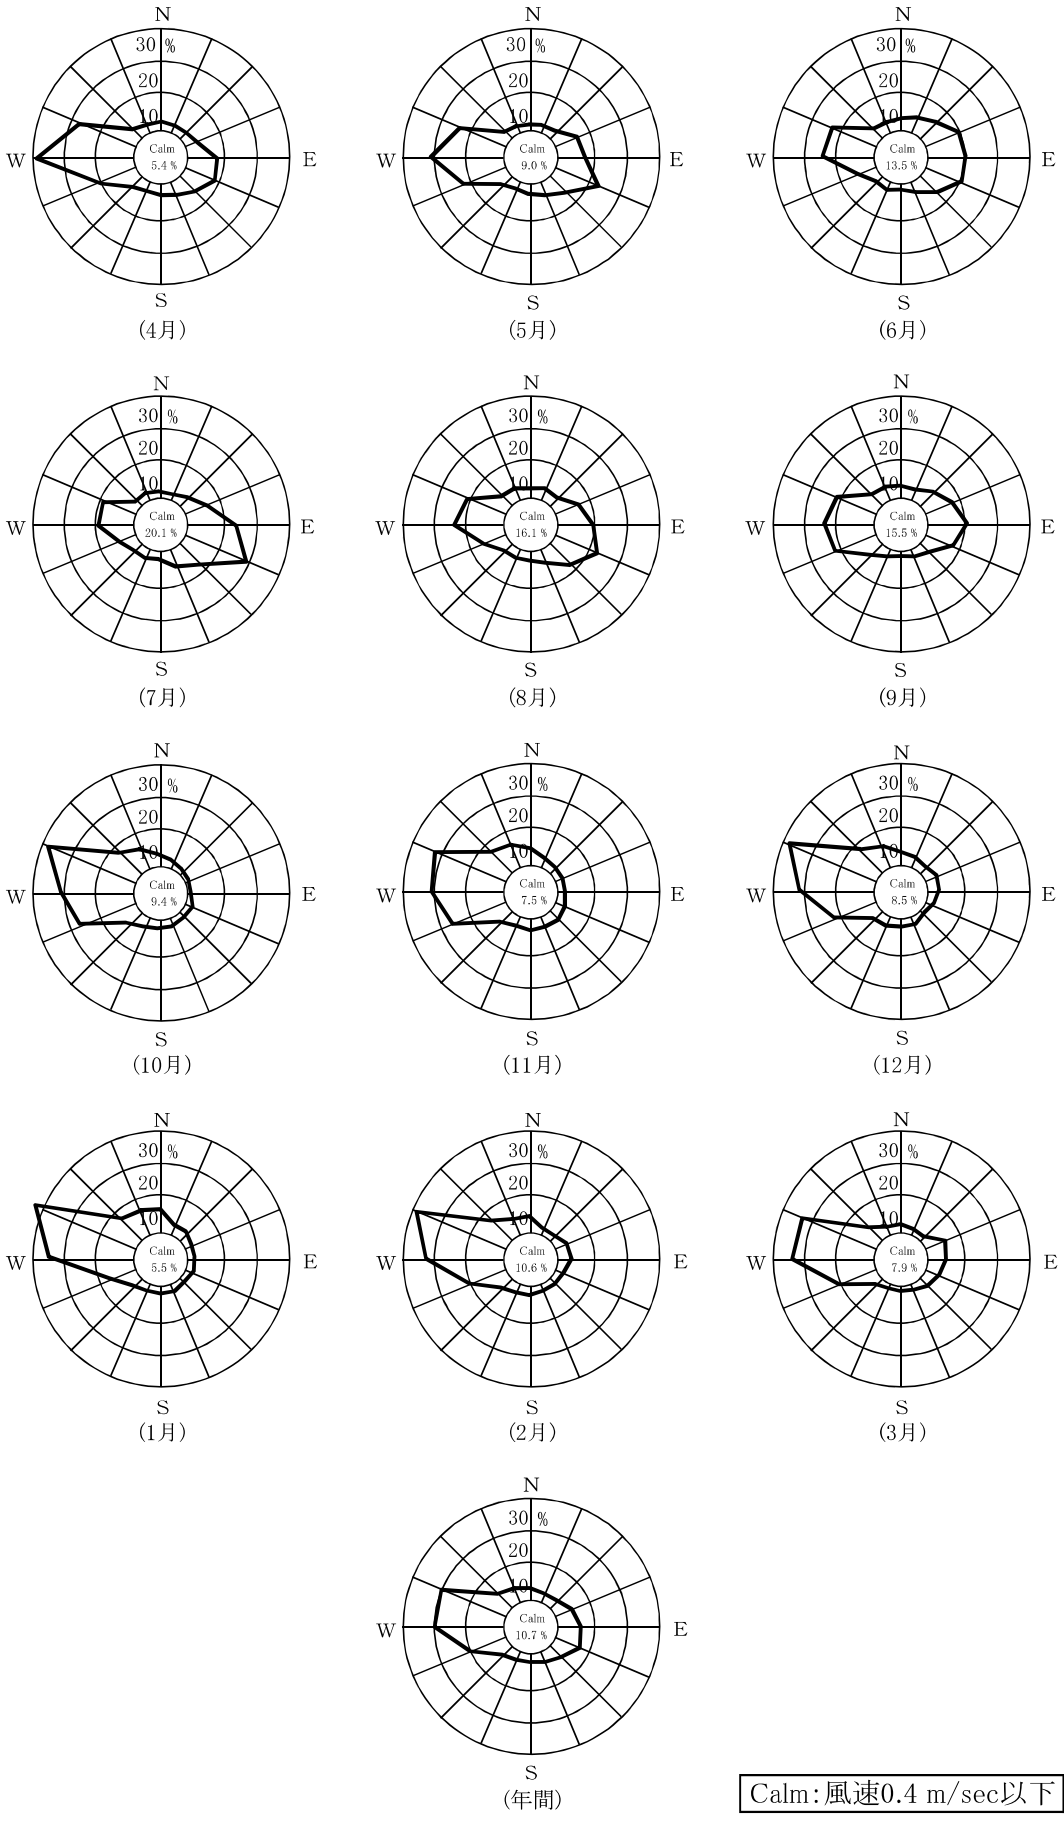 N N N
30 % 30 % 30 %
20 20 20
10 10 10
Calm Calm Calm
5.4 % 9.0 % 13.5 %
W E W E W E
S S S
(4月) (5月) (6月)
N N N
30 % 30 % 30 %
20 20 20
10 10 10
Calm Calm Calm
20.1 % 16.1 % 15.5 %
W E W E W E
S S S
(7月) (8月) (9月)
N N N
30 % 30 % 30 %
20 20 20
10 10 10
Calm Calm Calm
9.4 % 7.5 % 8.5 %
W E W E W E
S S S
(10月) (11月) (12月)
N N N
30 % 30 % 30 %
20 20 20
10 10 10
Calm Calm Calm
5.5 % 10.6 % 7.9 %
W E W E W E
S S S
(1月) (2月) (3月)
N
30 %
20
10
Calm
10.7 %
W E
S
(年間)
Calm:風速0.4 m/sec以下